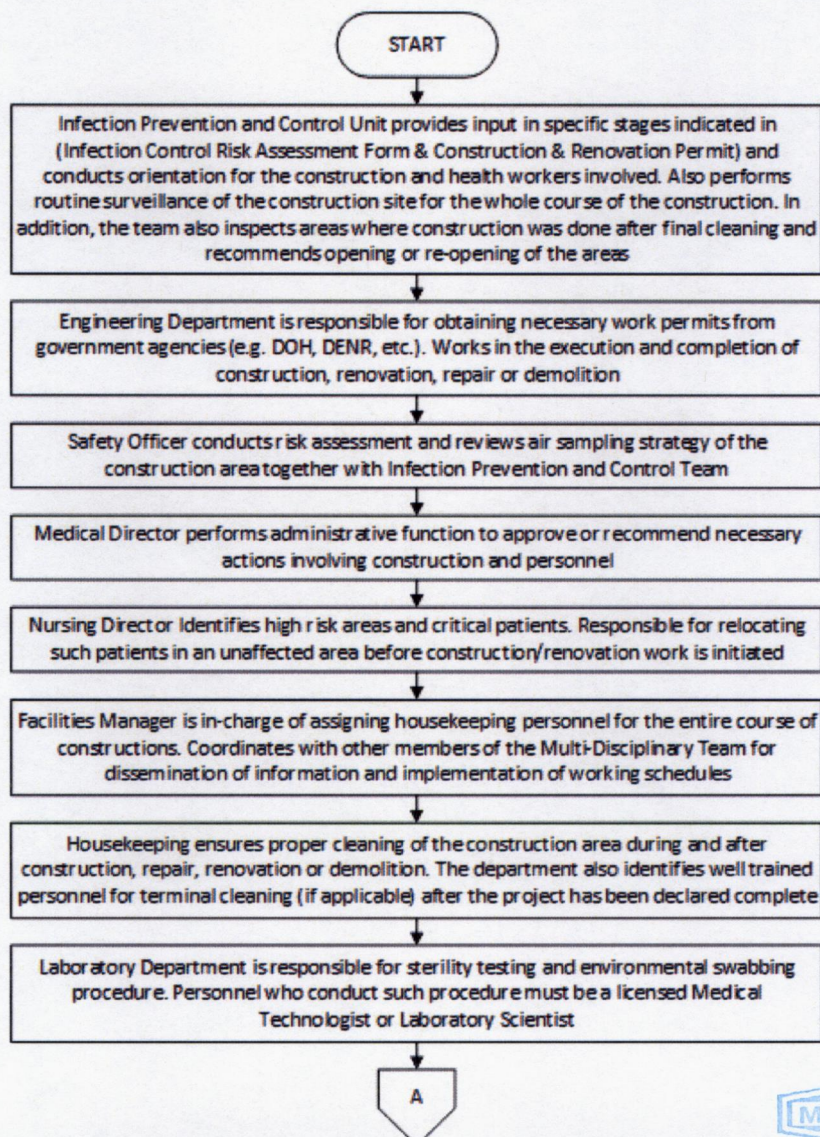 START
Infection Prevention and Control Unit provides input in specific stages indicated in
(Infection Control Risk Assessment Form & Construction & Renovation Permit) and
conducts orientation for the construction and health workers involved. Also performs
routine surveillance of the construction site for the whole course of the construction. In
addition, the team also inspects areas where construction was done after final cleaning and
recommends opening or re-opening of the areas
Engineering Department is responsible for obtaining necessary work permits from
government agencies (e.g. DOH, DENR, etc.). Works in the execution and completion of
construction, renovation, repair or demolition
Safety Officer conducts risk assessment and reviews air sampling strategy of the
construction area together with Infection Prevention and Control Team
Medical Director performs administrative function to approve or recommend necessary
actions involving construction and personnel
Nursing Director Identifies high risk areas and critical patients. Responsible for relocating
such patients in an unaffected area before construction/renovation work is initiated
Facilities Manager is in-charge of assigning housekeeping personnel for the entire course of
constructions. Coordinates with other members of the Multi-Disciplinary Team for
dissemination of information and implementation of working schedules
Housekeeping ensures proper cleaning of the construction area during and after
construction, repair, renovation or demolition. The department also identifies well trained
personnel for terminal cleaning (if applicable) after the project has been declared complete
Laboratory Department is responsible for sterility testing and environmental swabbing
procedure. Personnel who conduct such procedure must be a licensed Medical
Technologist or Laboratory Scientist
A
M